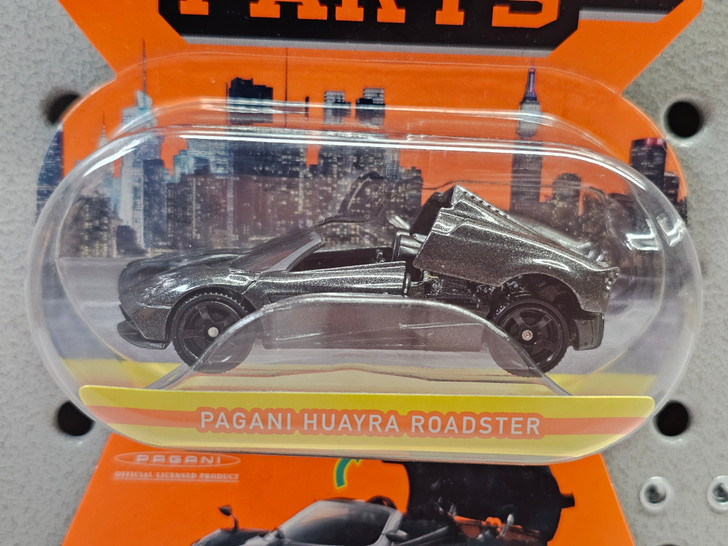 PARTS
PAGANI HUAYRA ROADSTER
PAGANI
OFFICIAL LICENSED PRODUCT